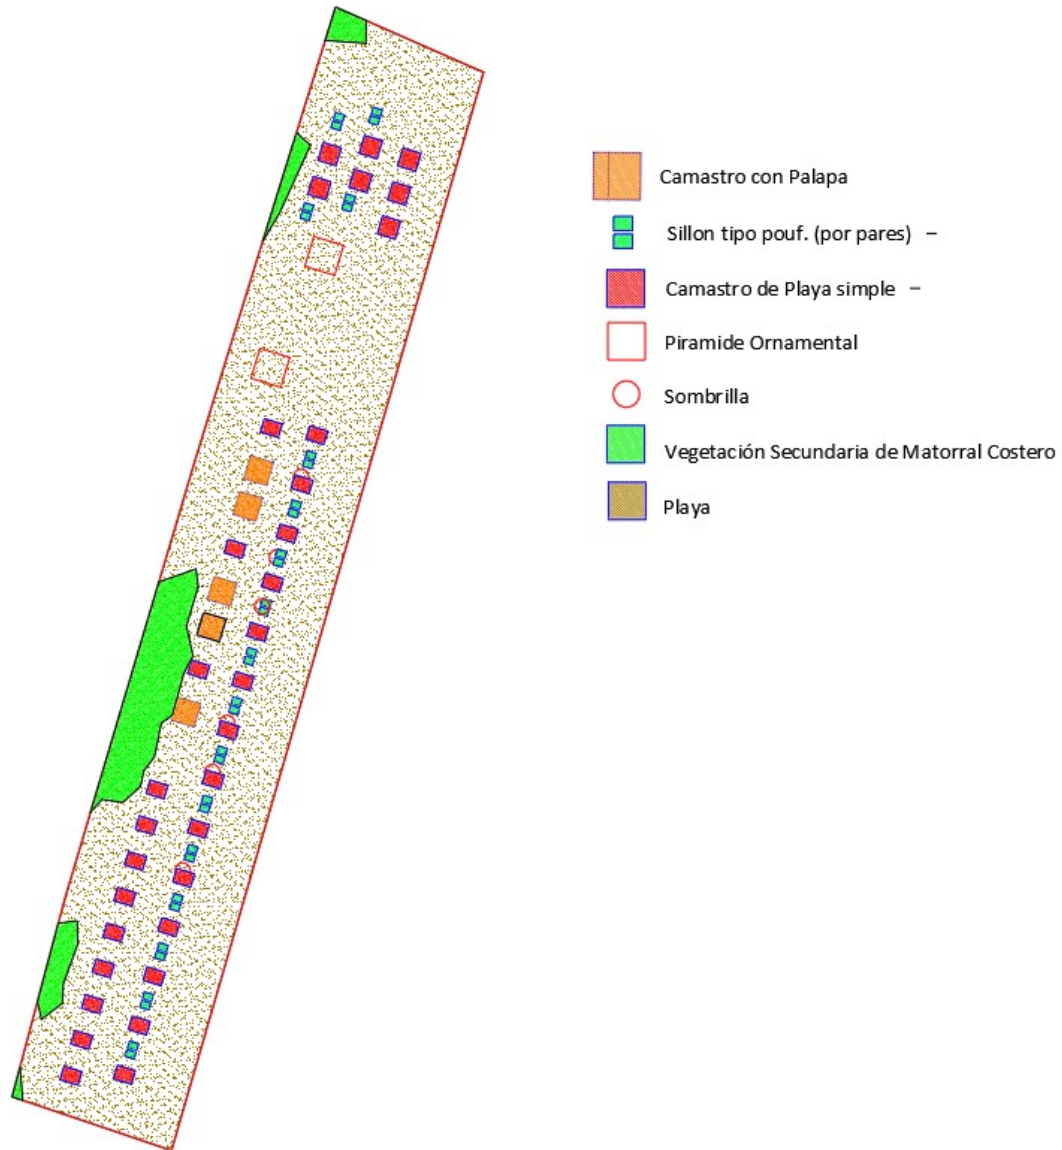 Camastro con Palapa
Sillon tipo pouf. (por pares) –
Camastro de Playa simple –
Piramide Ornamental
Sombrilla
Vegetación Secundaria de Matorral Costero
Playa